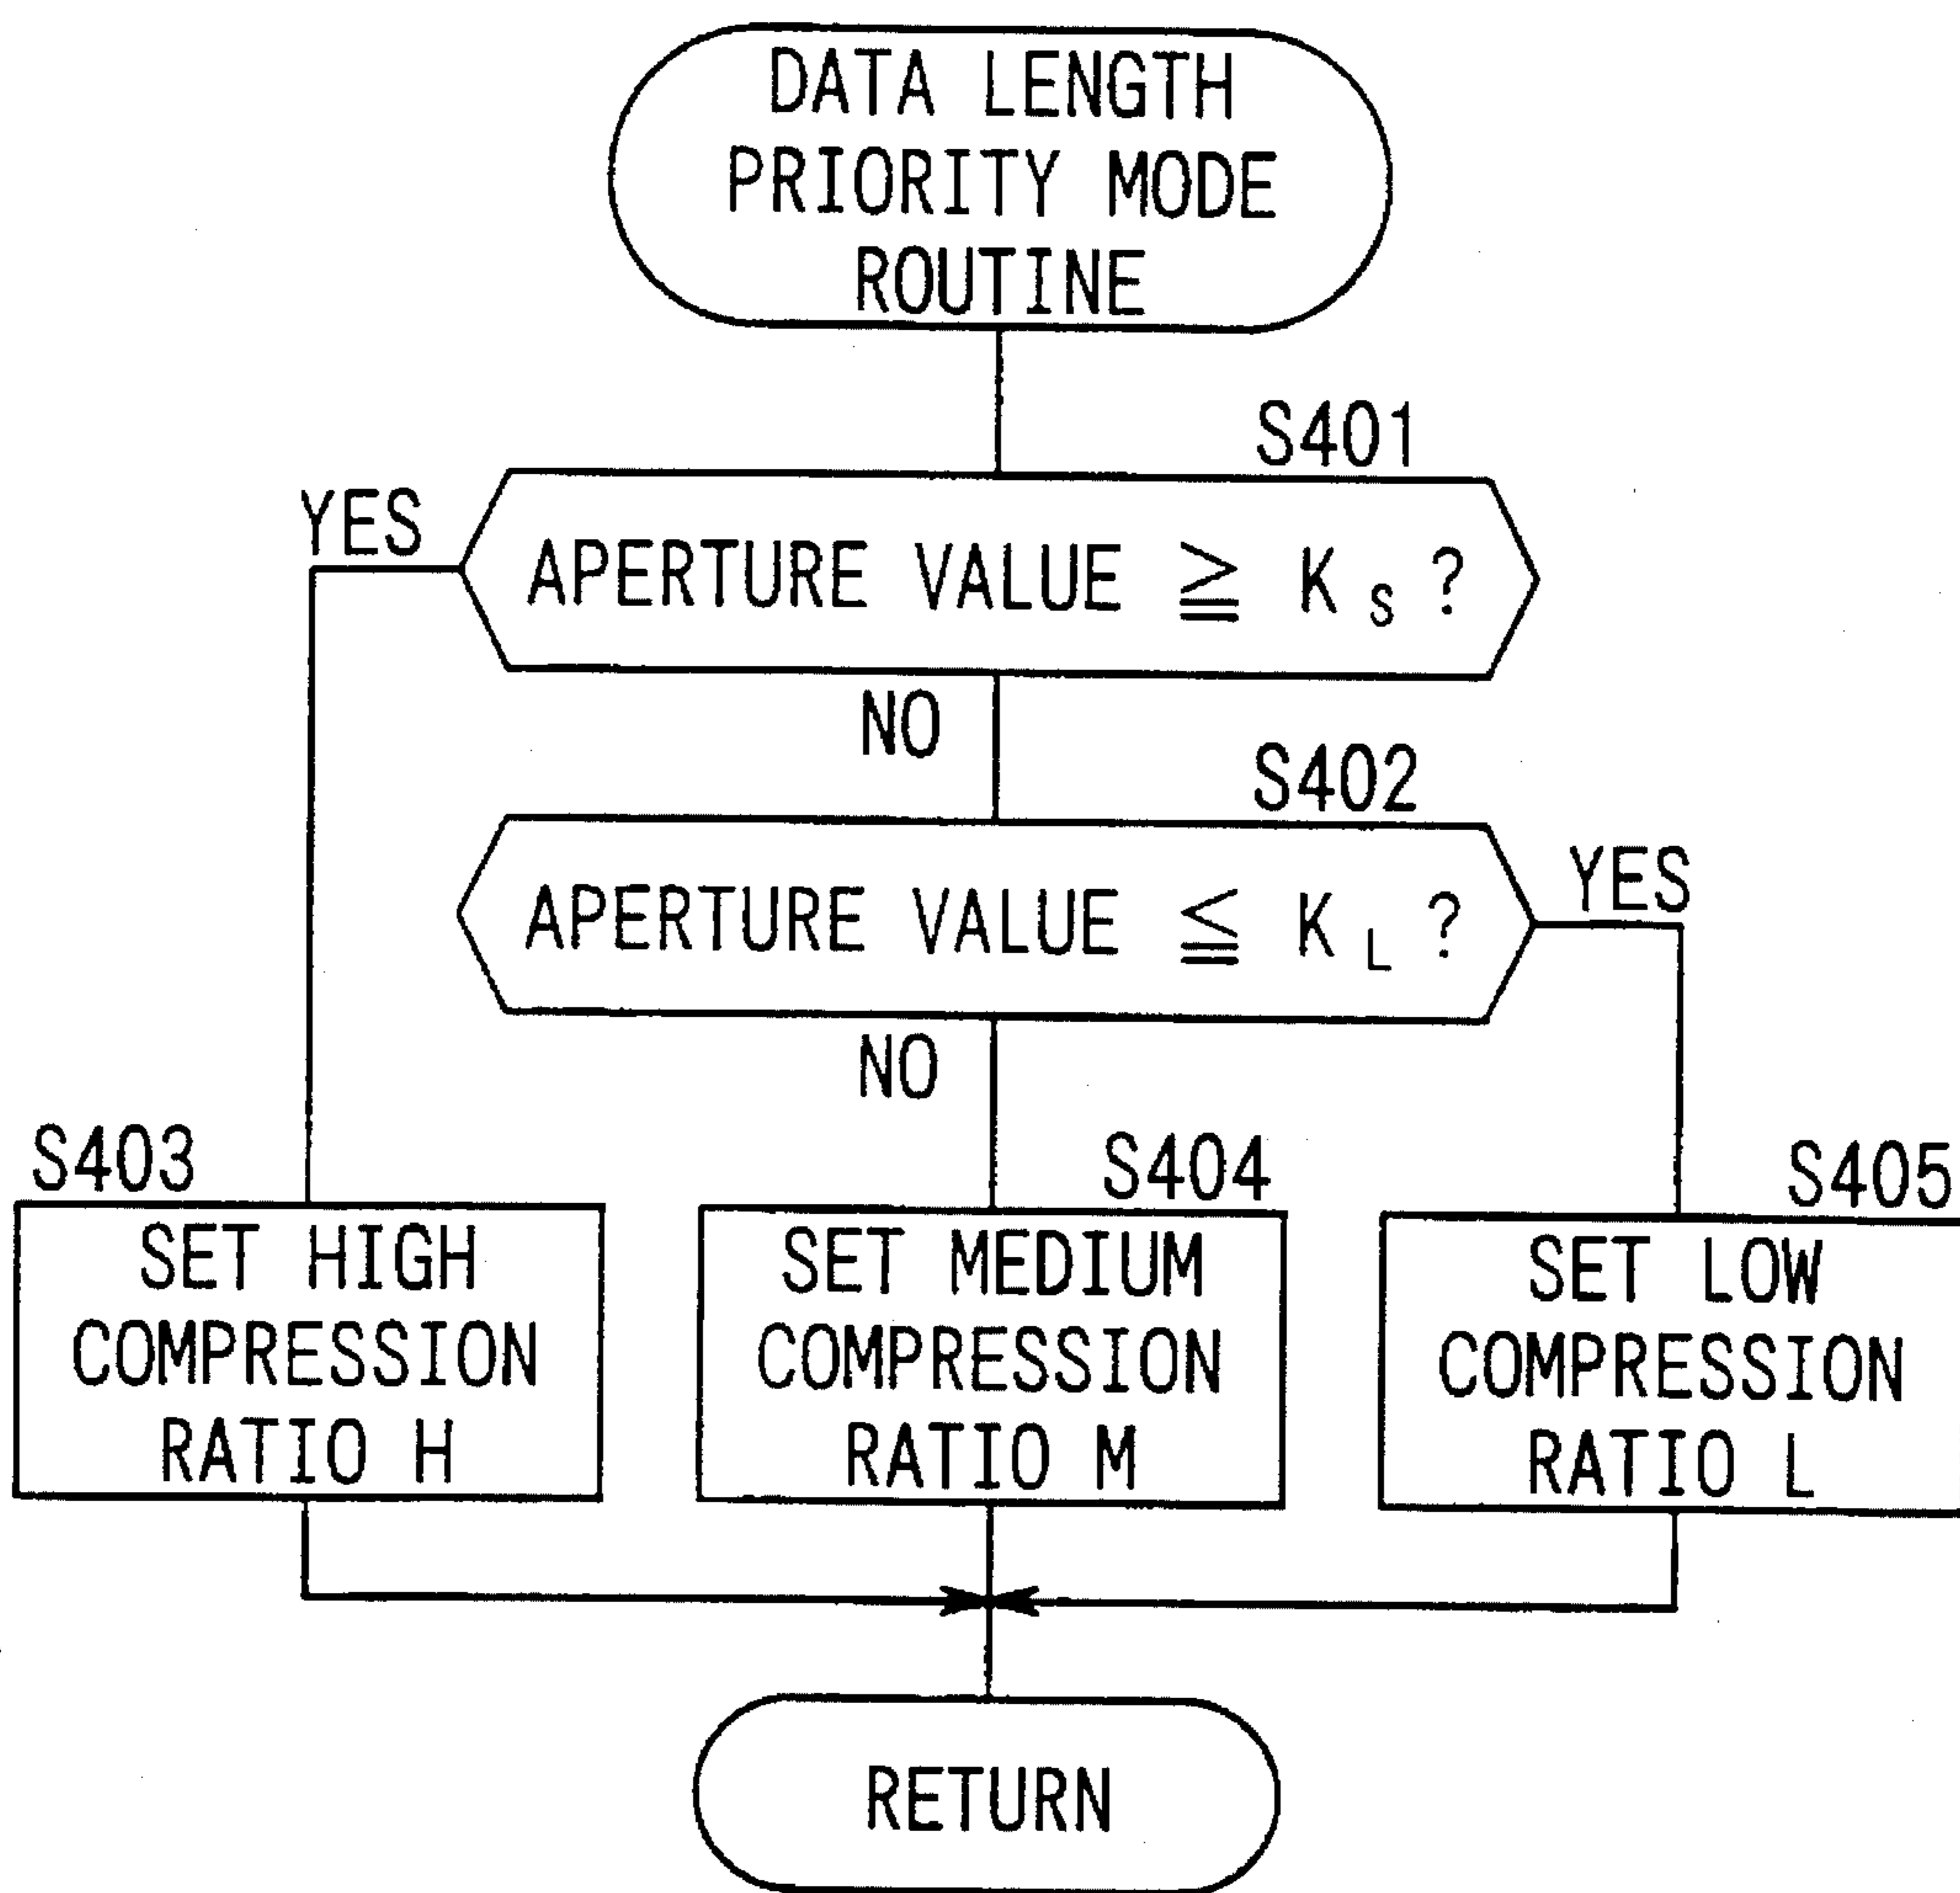 DATA LENGTH
PRIORITY MODE
ROUTINE
S401
YES
APERTURE VALUE ≧ KS ?
NO
S402
YES
APERTURE VALUE ≦ KL ?
NO
S403
SET HIGH
COMPRESSION
RATIO H
S404
SET MEDIUM
COMPRESSION
RATIO M
S405
SET LOW
COMPRESSION
RATIO L
RETURN